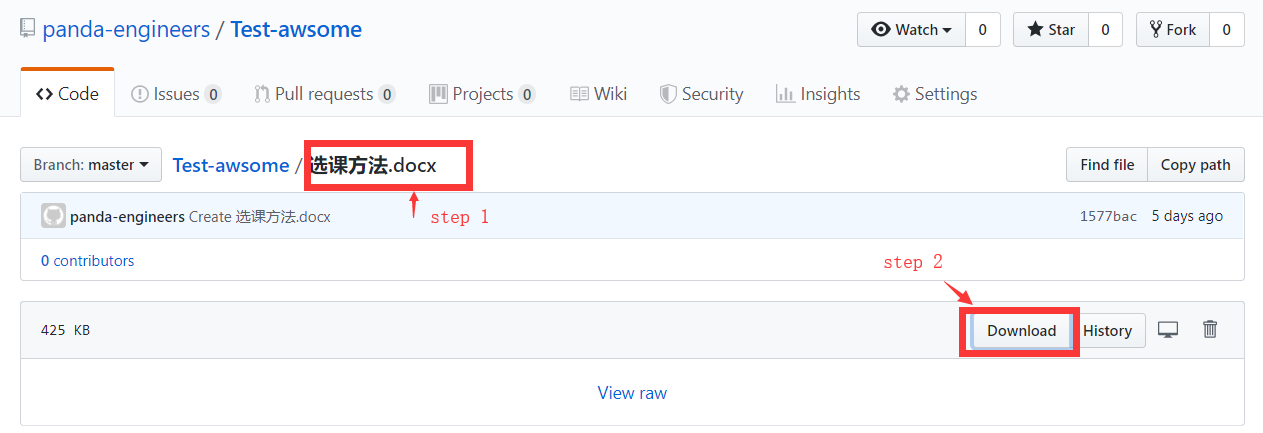 panda-engineers / Test-awsome
Watch 0 Star 0 Fork 0
Code Issues 0 Pull requests 0 Projects 0 Wiki Security Insights Settings
Branch: master Test-awsome / 选课方法.docx Find file Copy path
step 1
panda-engineers Create 选课方法.docx 1577bac 5 days ago
0 contributors
step 2
425 KB Download History
View raw